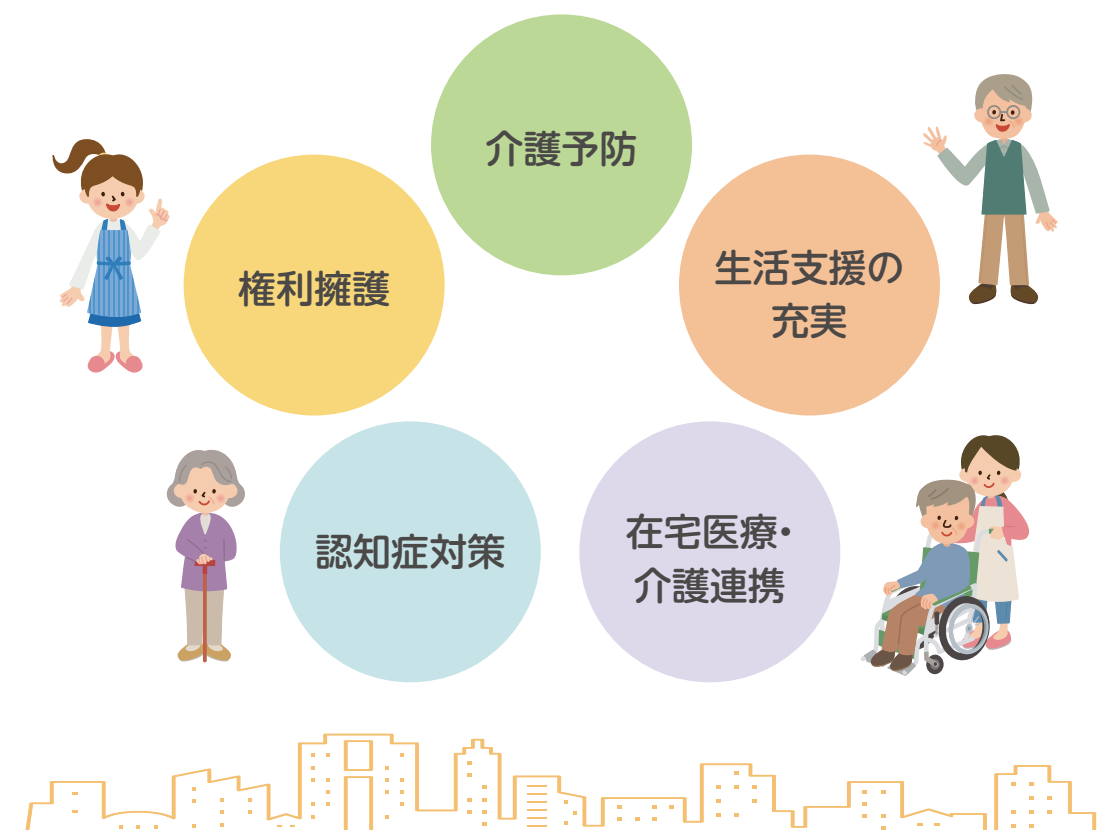 介護予防
権利擁護
生活支援の
充実
認知症対策
在宅医療・
介護連携